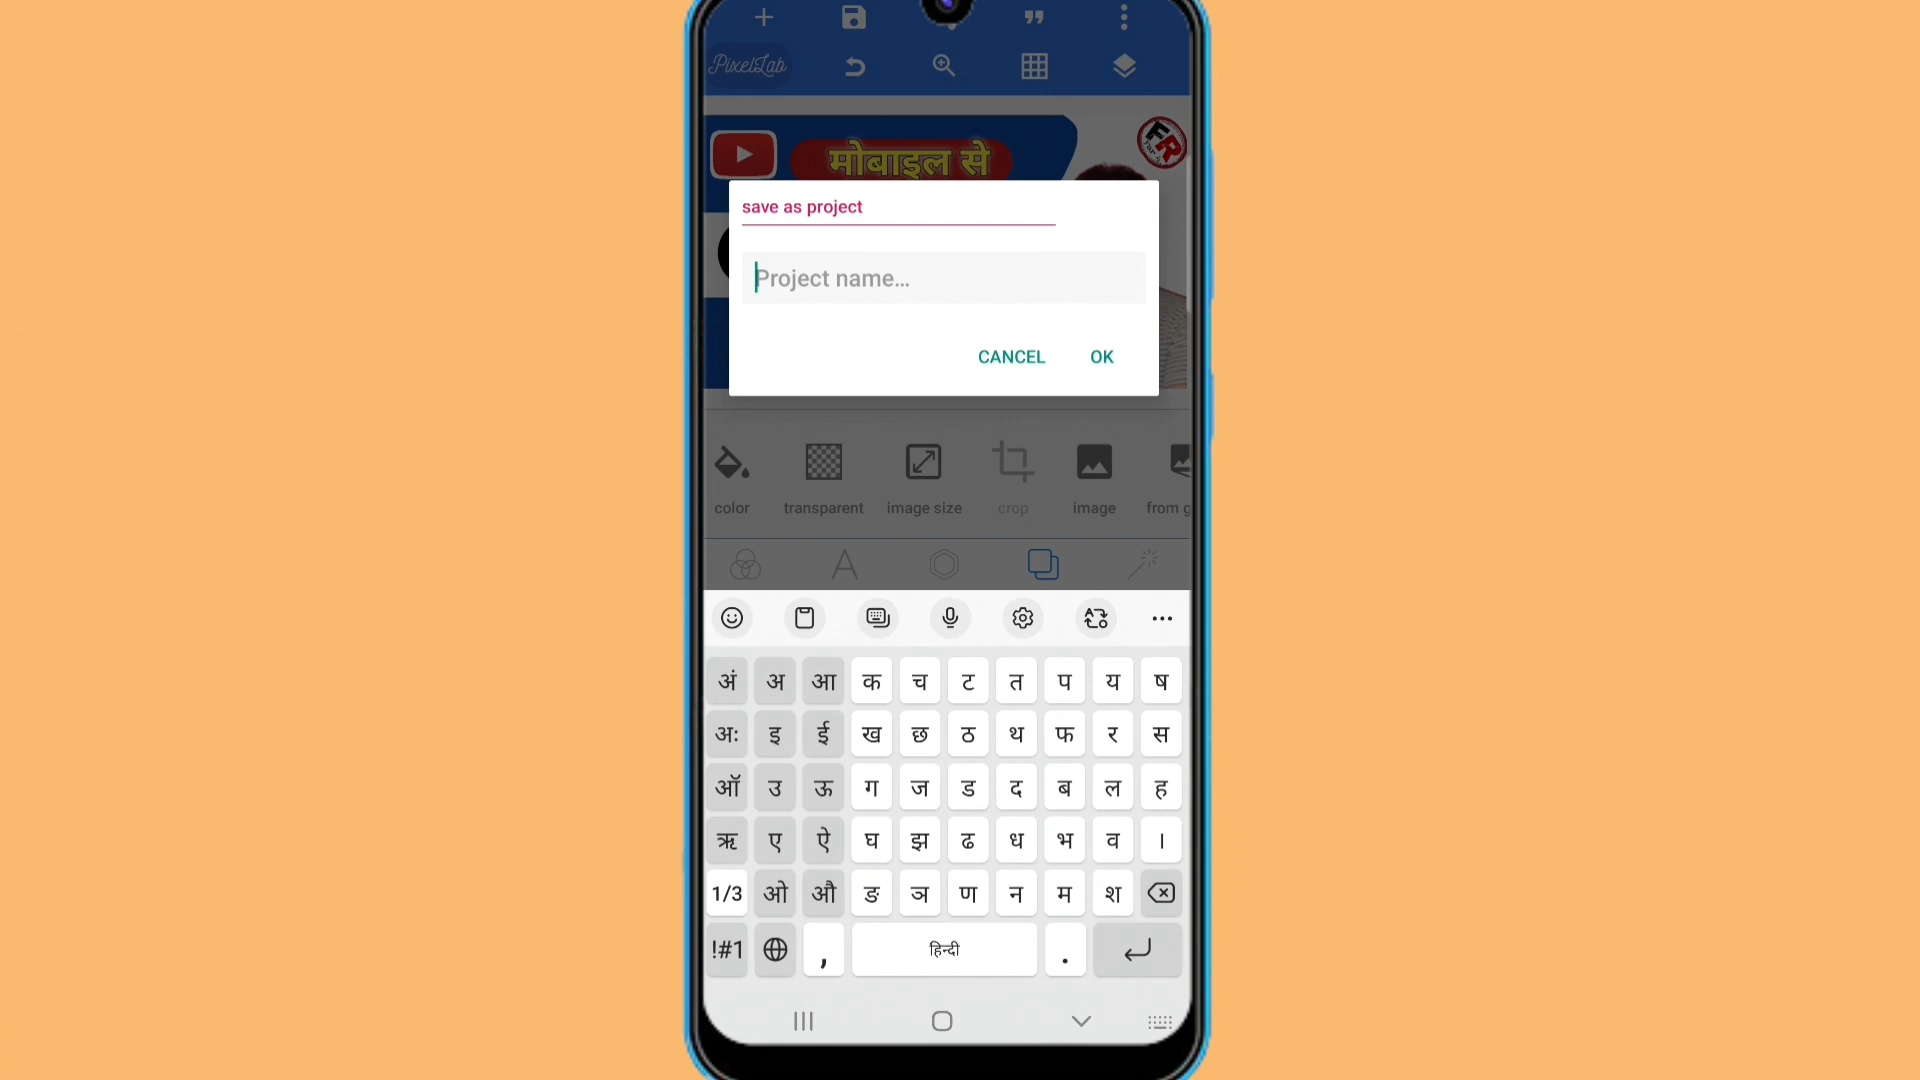 PixelLab
मोबाइल से
FR
save as project
Project name...
CANCEL OK
color transparent image size crop image from g
अं अ आ क च ट त प य ष
अः इ ई ख छ ठ थ फ र स
ऑ उ ऊ ग ज ड द ब ल ह
ऋ ए ऐ घ झ ढ ध भ व ।
1/3 ओ औ ङ ञ ण न म श
!#1 , हिन्दी .